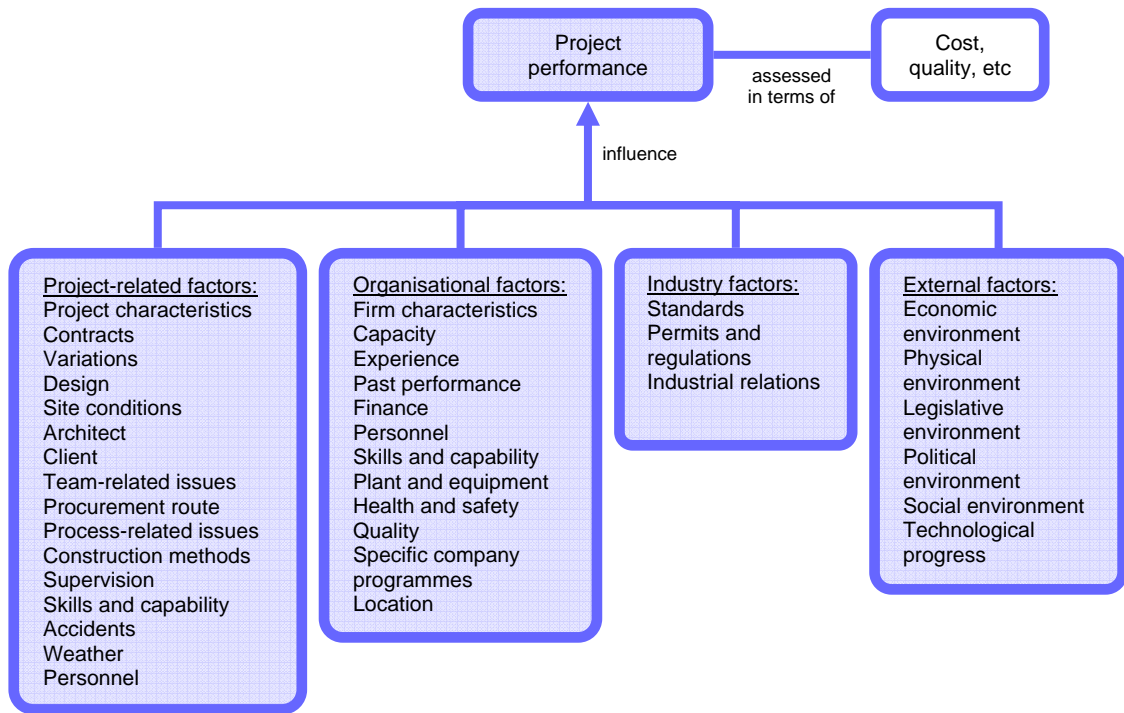 Project
performance
Cost,
quality, etc
assessed
in terms of
influence
Project-related factors:
Project characteristics
Contracts
Variations
Design
Site conditions
Architect
Client
Team-related issues
Procurement route
Process-related issues
Construction methods
Supervision
Skills and capability
Accidents
Weather
Personnel
Organisational factors:
Firm characteristics
Capacity
Experience
Past performance
Finance
Personnel
Skills and capability
Plant and equipment
Health and safety
Quality
Specific company
programmes
Location
Industry factors:
Standards
Permits and
regulations
Industrial relations
External factors:
Economic
environment
Physical
environment
Legislative
environment
Political
environment
Social environment
Technological
progress